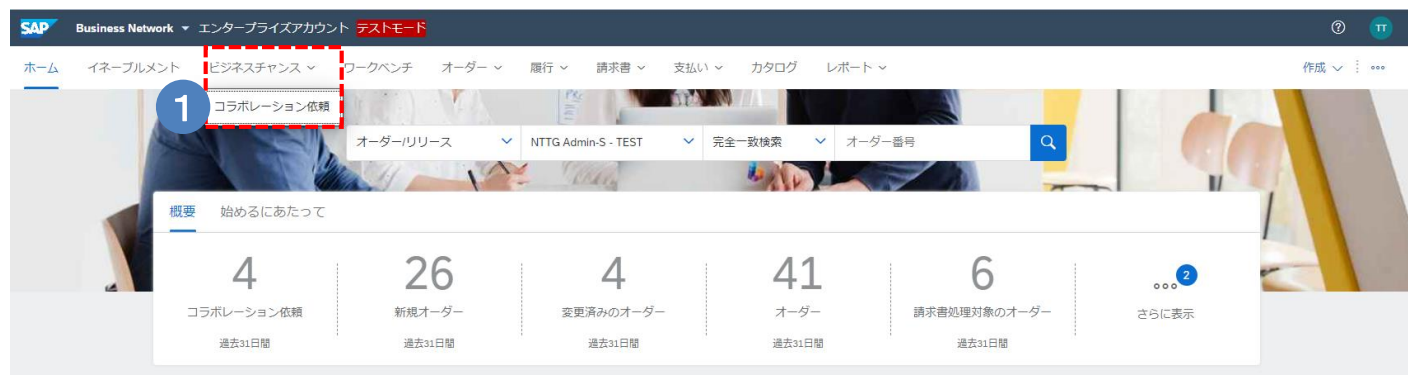 SAP Business Network エンタープライズアカウント テストモード
TT
ホーム イネーブルメント ビジネスチャンス ワークベンチ オーダー 履行 請求書 支払い カタログ レポート 作成
1 コラボレーション依頼
オーダー/リリース NTTG Admin-S - TEST 完全一致検索 オーダー番号
概要 始めるにあたって
4 26 4 41 6 2
コラボレーション依頼 新規オーダー 変更済みのオーダー オーダー 請求書処理対象のオーダー さらに表示
過去31日間 過去31日間 過去31日間 過去31日間 過去31日間